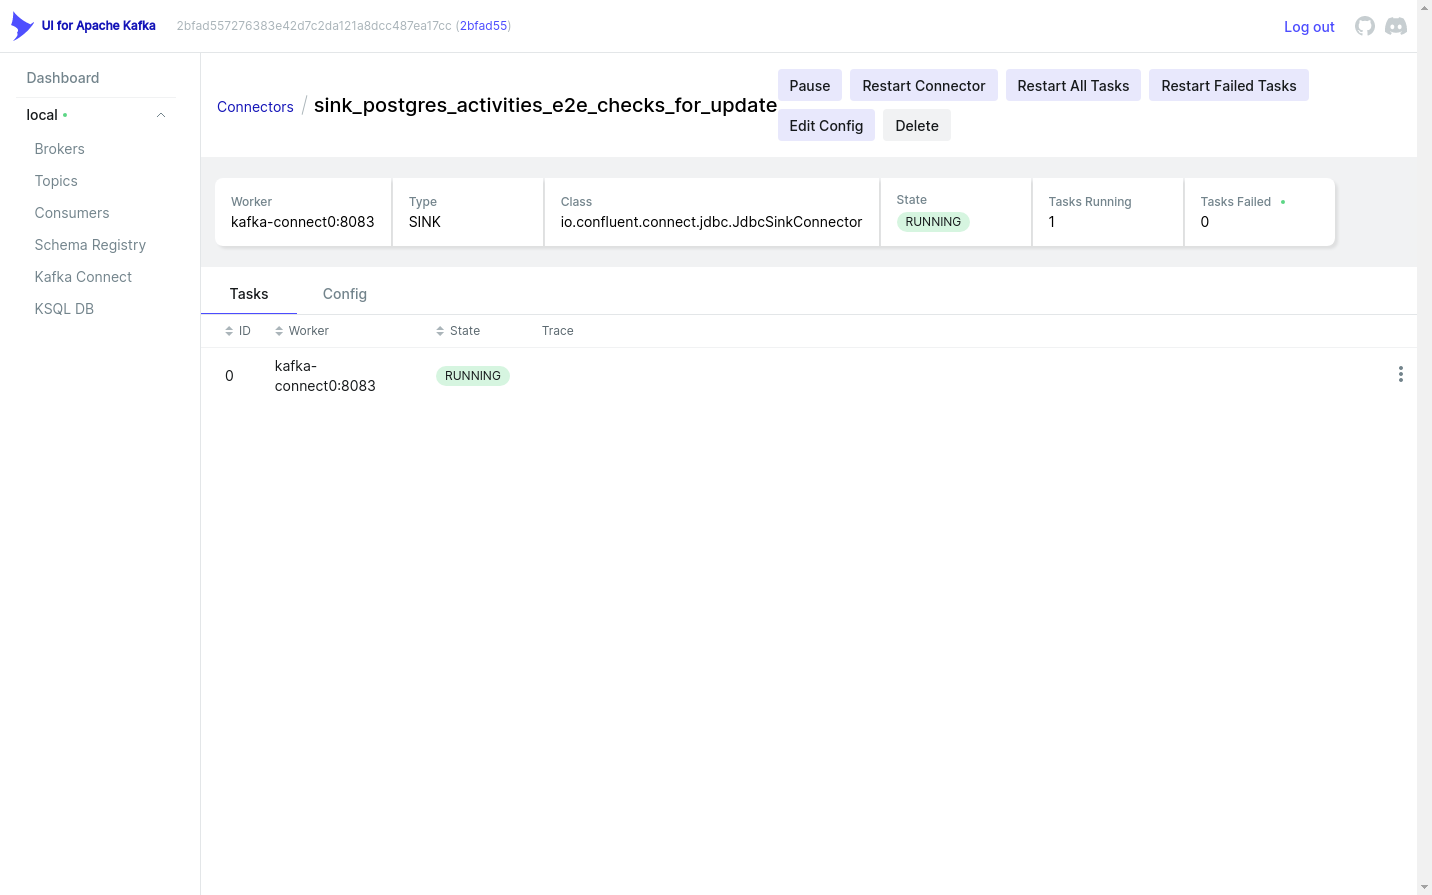 UI for Apache Kafka 2bfad557276383e42d7c2da121a8dcc487ea17cc (2bfad55) Log out
Dashboard
local
Brokers
Topics
Consumers
Schema Registry
Kafka Connect
KSQL DB
Connectors / sink_postgres_activities_e2e_checks_for_update
Pause Restart Connector Restart All Tasks Restart Failed Tasks
Edit Config Delete
Worker
kafka-connect0:8083
Type
SINK
Class
io.confluent.connect.jdbc.JdbcSinkConnector
State
RUNNING
Tasks Running
1
Tasks Failed
0
Tasks Config
ID Worker State Trace
0 kafka-
connect0:8083 RUNNING